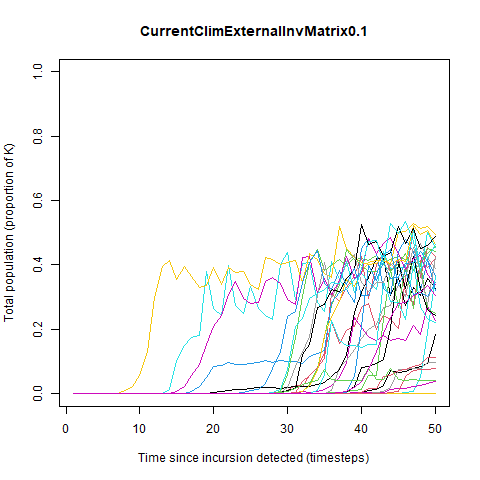 CurrentClimExternalInvMatrix0.1
Total population (proportion of K)
1.0
0.8
0.6
0.4
0.2
0.0
0 10 20 30 40 50
Time since incursion detected (timesteps)